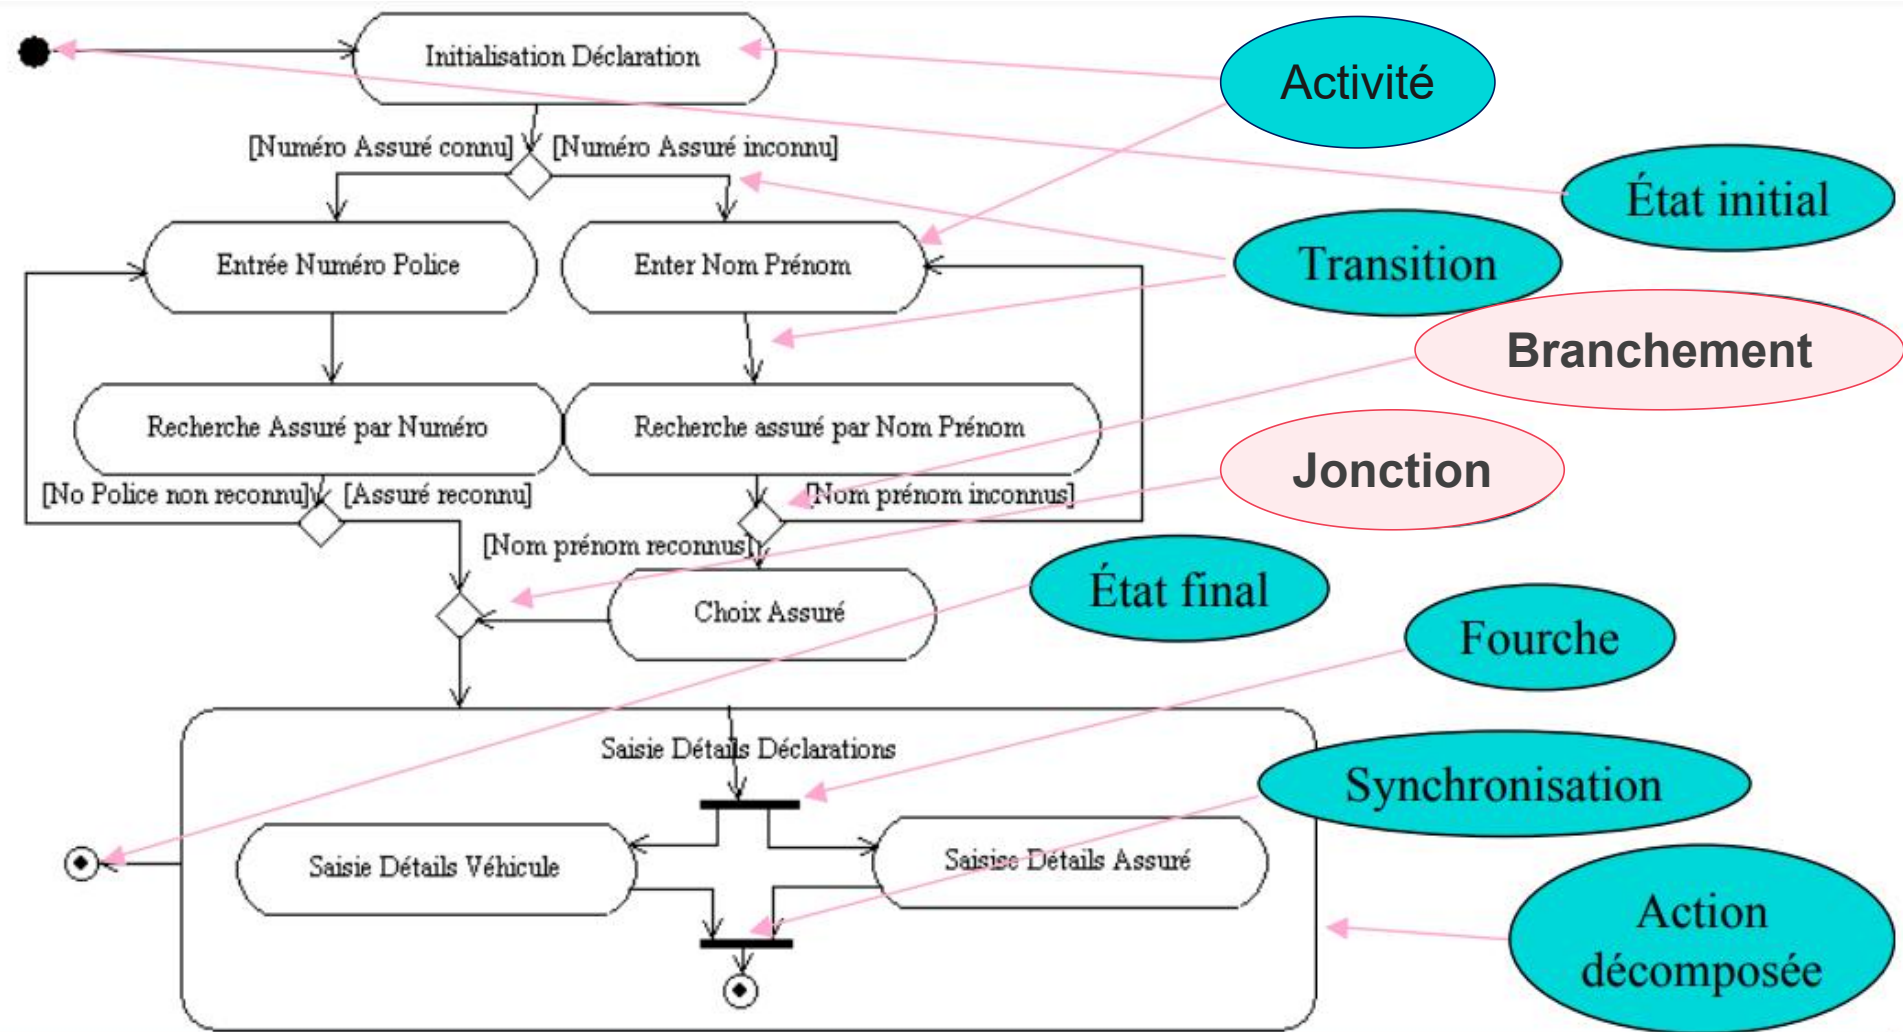 Initialisation Déclaration
Activité
[Numéro Assuré connu]
[Numéro Assuré inconnu]
État initial
Entrée Numéro Police
Enter Nom Prénom
Transition
Branchement
Recherche Assuré par Numéro
Recherche assuré par Nom Prénom
Jonction
[No Police non reconnu]
[Assuré reconnu]
[Nom prénom inconnus]
[Nom prénom reconnus]
État final
Choix Assuré
Fourche
Saisie Détails Déclarations
Synchronisation
Saisie Détails Véhicule
Saisise Détails Assuré
Action
décomposée